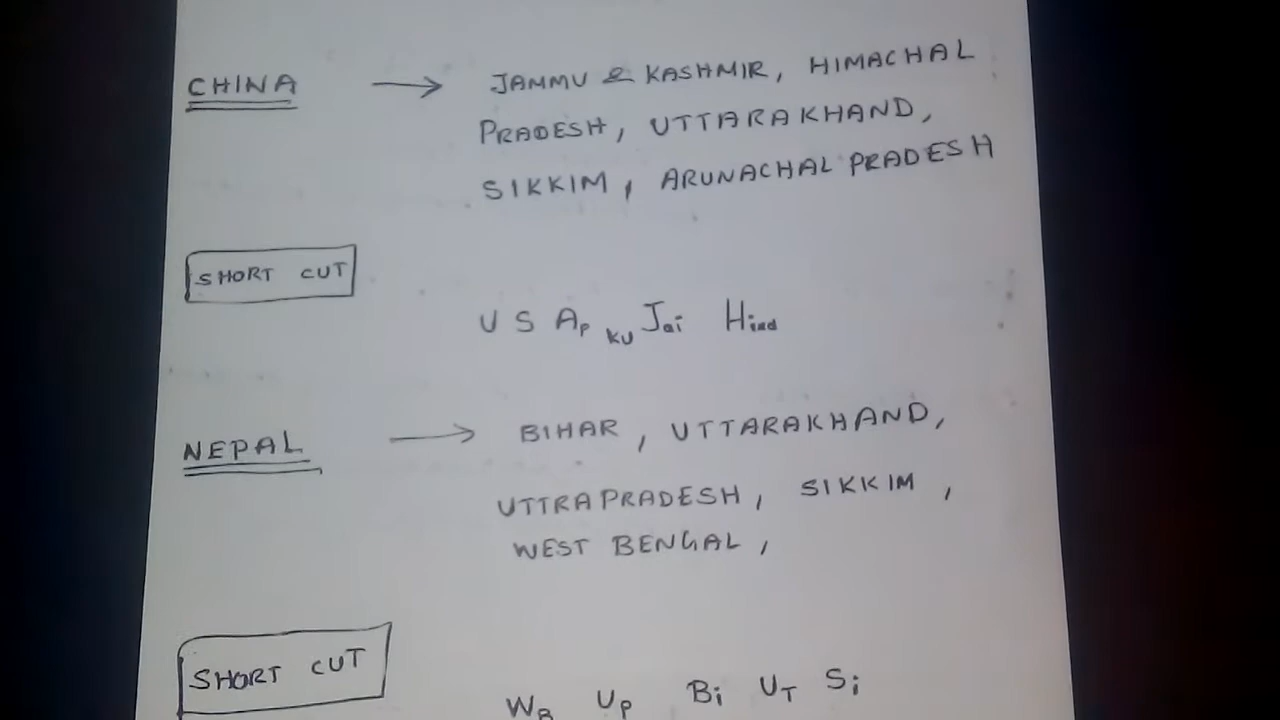 CHINA → JAMMU & KASHMIR, HIMACHAL
PRADESH, UTTARAKHAND,
SIKKIM, ARUNACHAL PRADESH
SHORT CUT
U S Ap KU Jai Hind
NEPAL → BIHAR, UTTARAKHAND,
UTTRAPRADESH, SIKKIM,
WEST BENGAL,
SHORT CUT
WB UP Bi UT Si